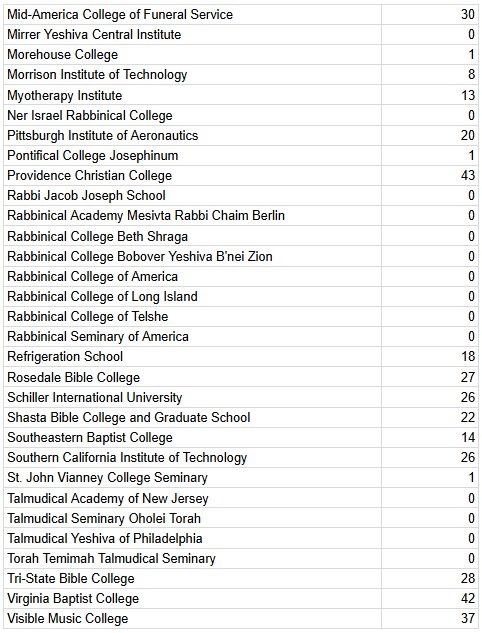 Mid-America College of Funeral Service 30
Mirrer Yeshiva Central Institute 0
Morehouse College 1
Morrison Institute of Technology 8
Myotherapy Institute 13
Ner Israel Rabbinical College 0
Pittsburgh Institute of Aeronautics 20
Pontifical College Josephinum 1
Providence Christian College 43
Rabbi Jacob Joseph School 0
Rabbinical Academy Mesivta Rabbi Chaim Berlin 0
Rabbinical College Beth Shraga 0
Rabbinical College Bobover Yeshiva B'nei Zion 0
Rabbinical College of America 0
Rabbinical College of Long Island 0
Rabbinical College of Telshe 0
Rabbinical Seminary of America 0
Refrigeration School 18
Rosedale Bible College 27
Schiller International University 26
Shasta Bible College and Graduate School 22
Southeastern Baptist College 14
Southern California Institute of Technology 26
St. John Vianney College Seminary 1
Talmudical Academy of New Jersey 0
Talmudical Seminary Oholei Torah 0
Talmudical Yeshiva of Philadelphia 0
Torah Temimah Talmudical Seminary 0
Tri-State Bible College 28
Virginia Baptist College 42
Visible Music College 37